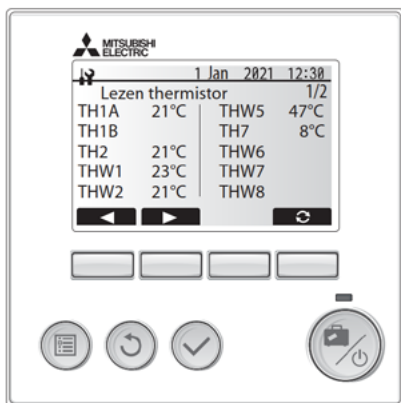 MITSUBISHI
ELECTRIC
1 Jan 2021 12:30
Lezen thermistor 1/2
TH1A 21°C THW5 47°C
TH1B TH7 8°C
TH2 21°C THW6
THW1 23°C THW7
THW2 21°C THW8